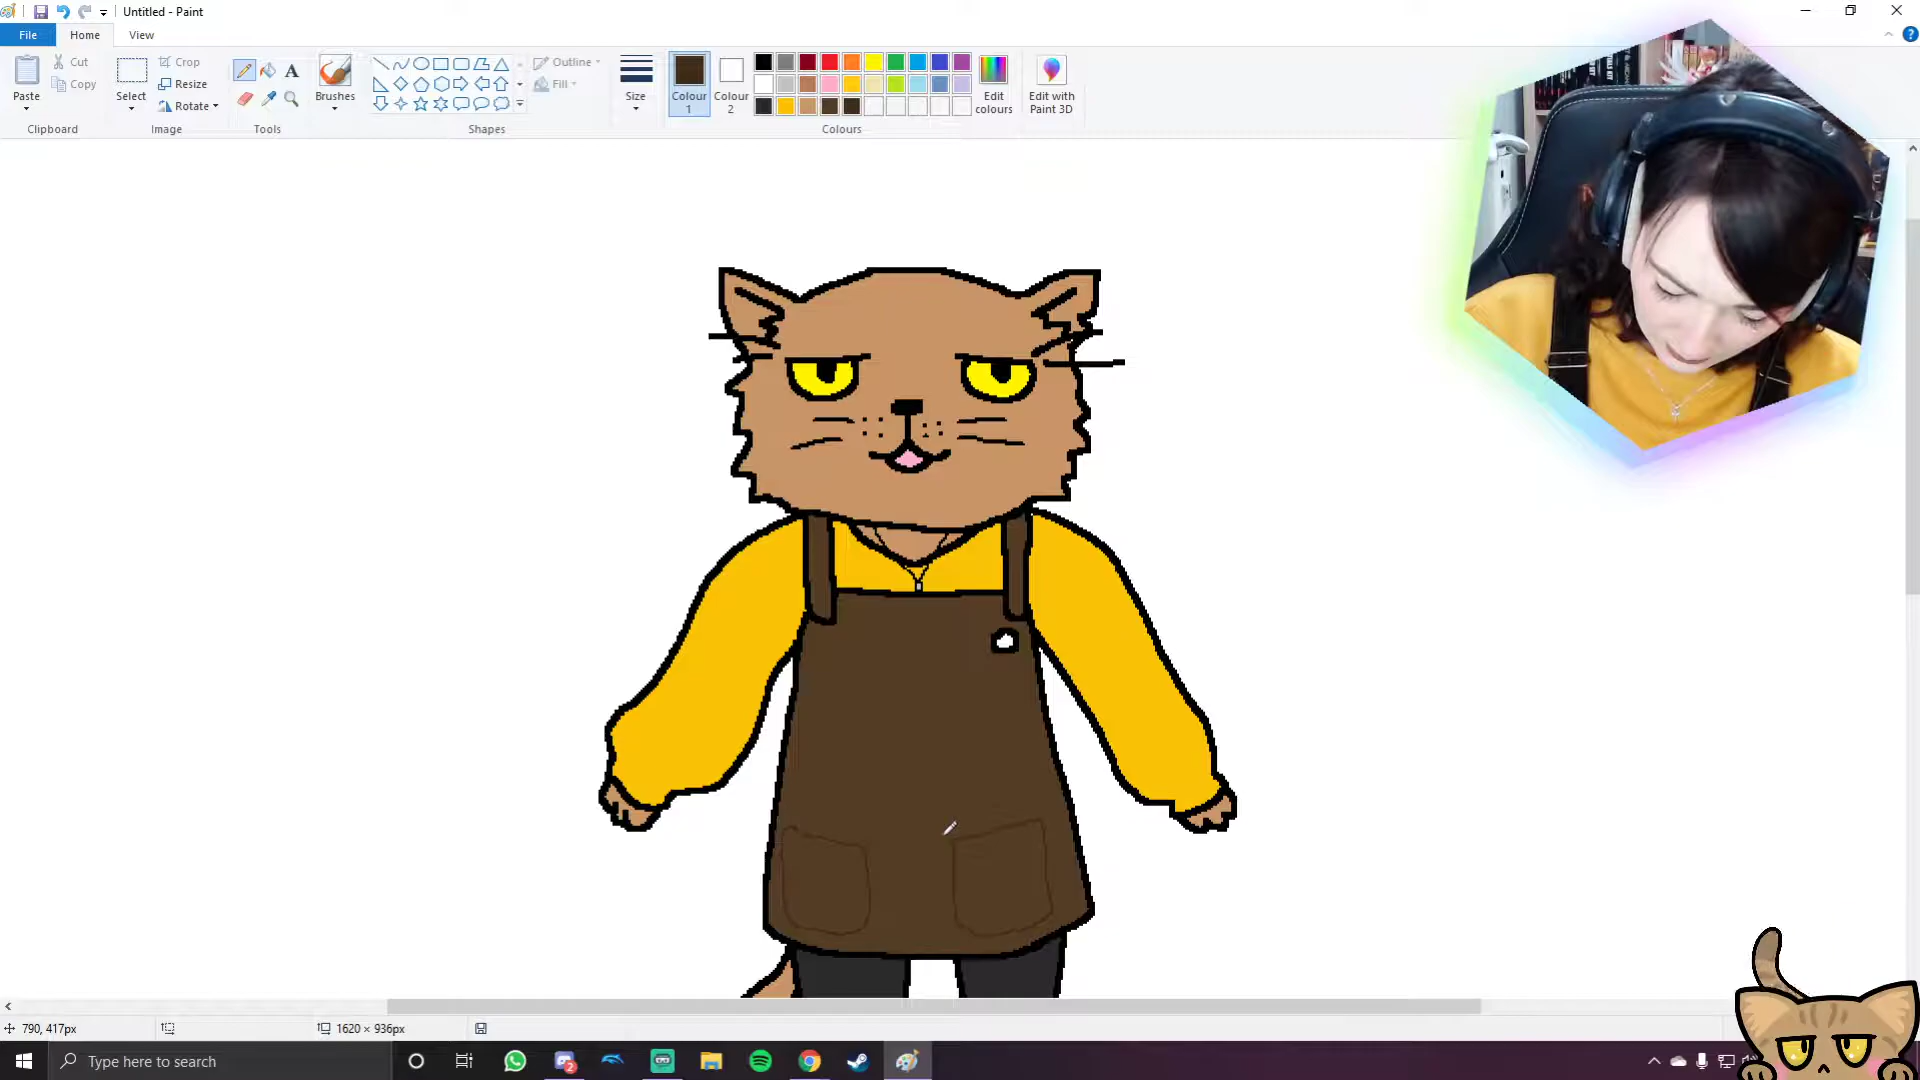 Untitled - Paint
File
Home
View
Paste
Cut
Copy
Clipboard
Select
Crop
Resize
Rotate
Image
A
Tools
Brushes
Shapes
Outline
Fill
Size
Colour
1
Colour
2
Colours
Edit
colours
Edit with
Paint 3D
790, 417px
1620 × 936px
Type here to search
2